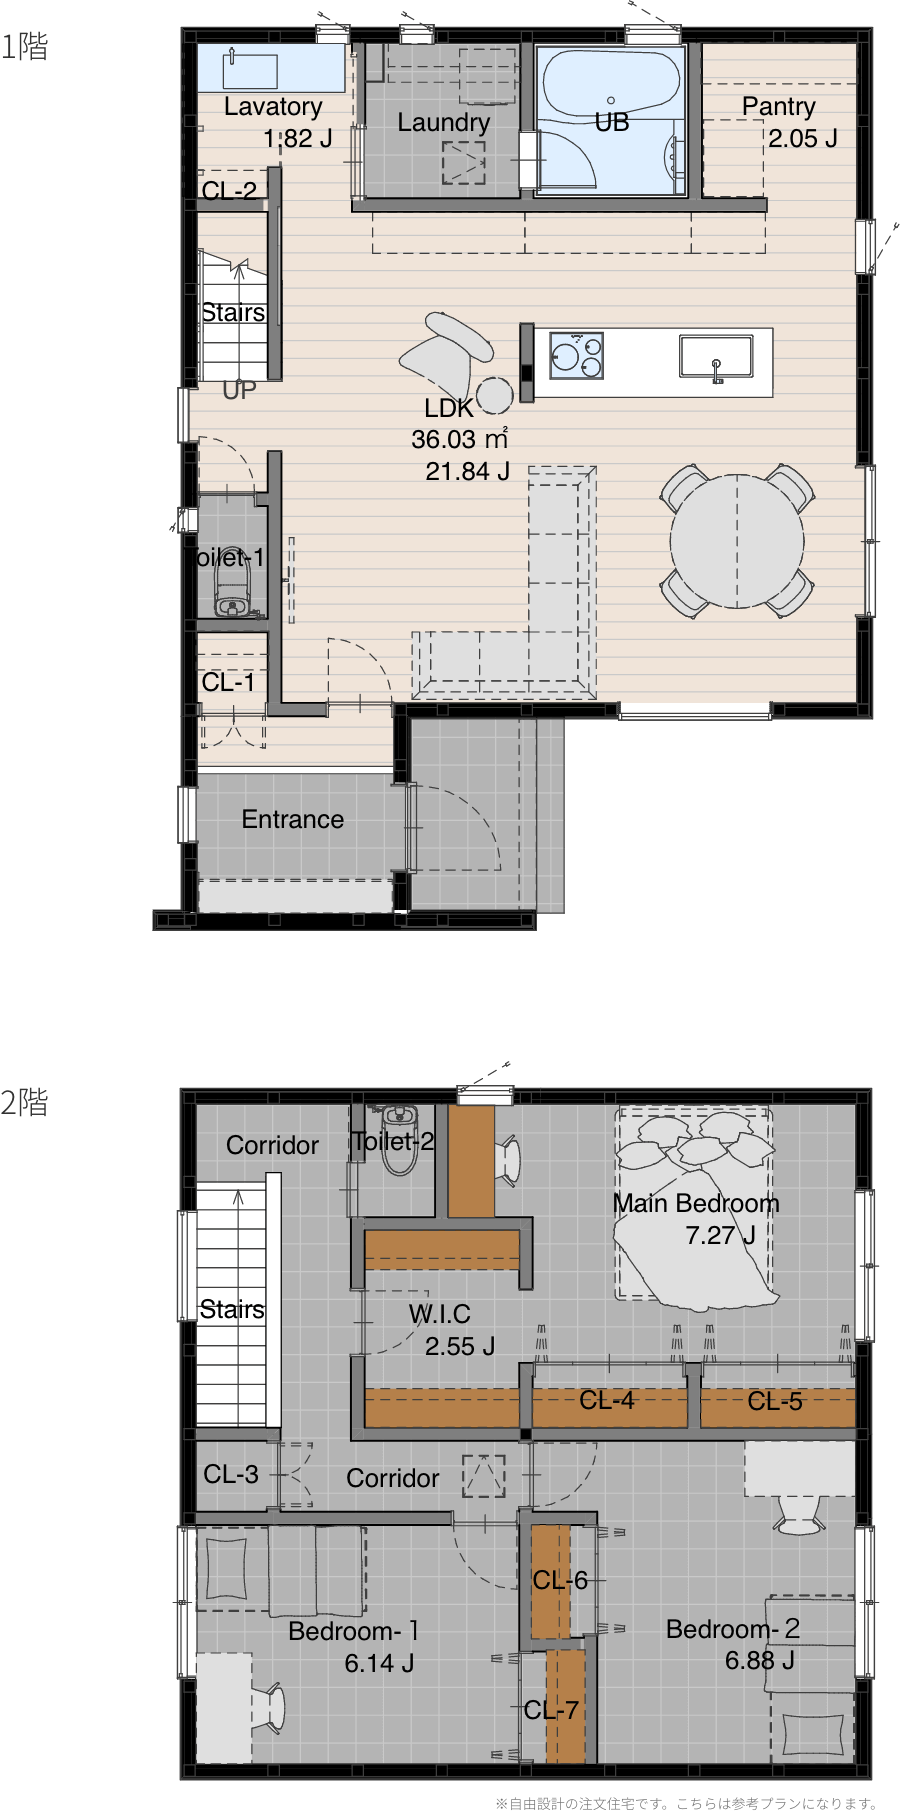 1階
Lavatory
1.82 J
Laundry
UB
Pantry
2.05 J
CL-2
Stairs
UP
LDK
36.03 ㎡
21.84 J
oilet-1
CL-1
Entrance
2階
Corridor
Toilet-2
Main Bedroom
7.27 J
Stairs
W.I.C
2.55 J
CL-4
CL-5
CL-3
Corridor
CL-6
Bedroom-1
6.14 J
Bedroom-2
6.88 J
CL-7
※自由設計の注文住宅です。こちらは参考プランになります。